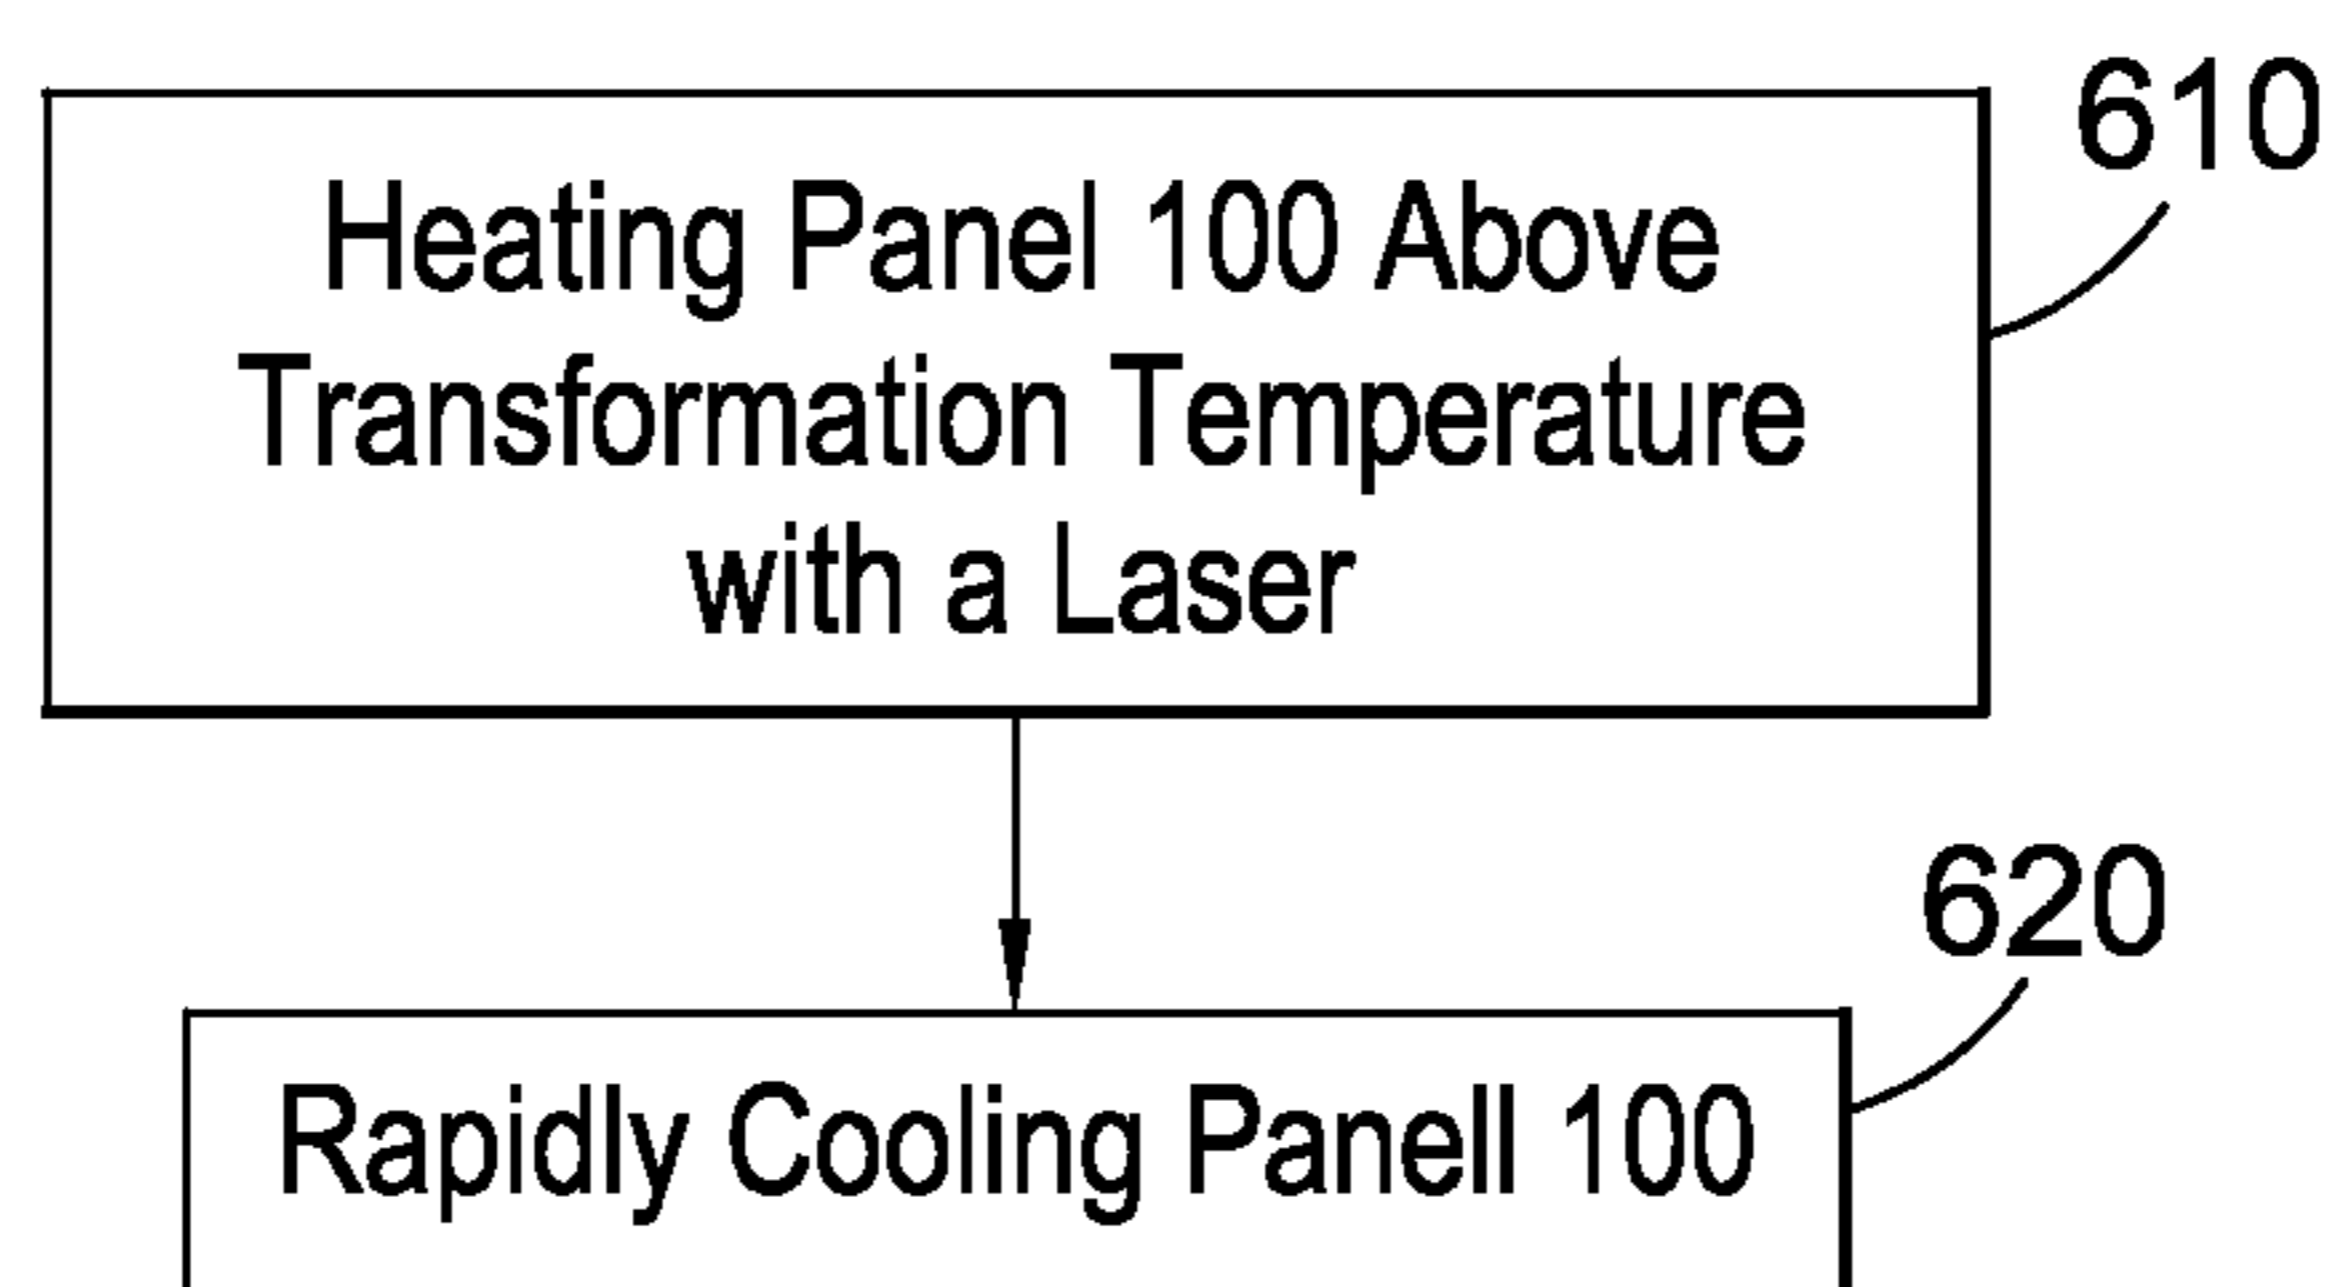 610
Heating Panel 100 Above
Transformation Temperature
with a Laser
620
Rapidly Cooling Panell 100